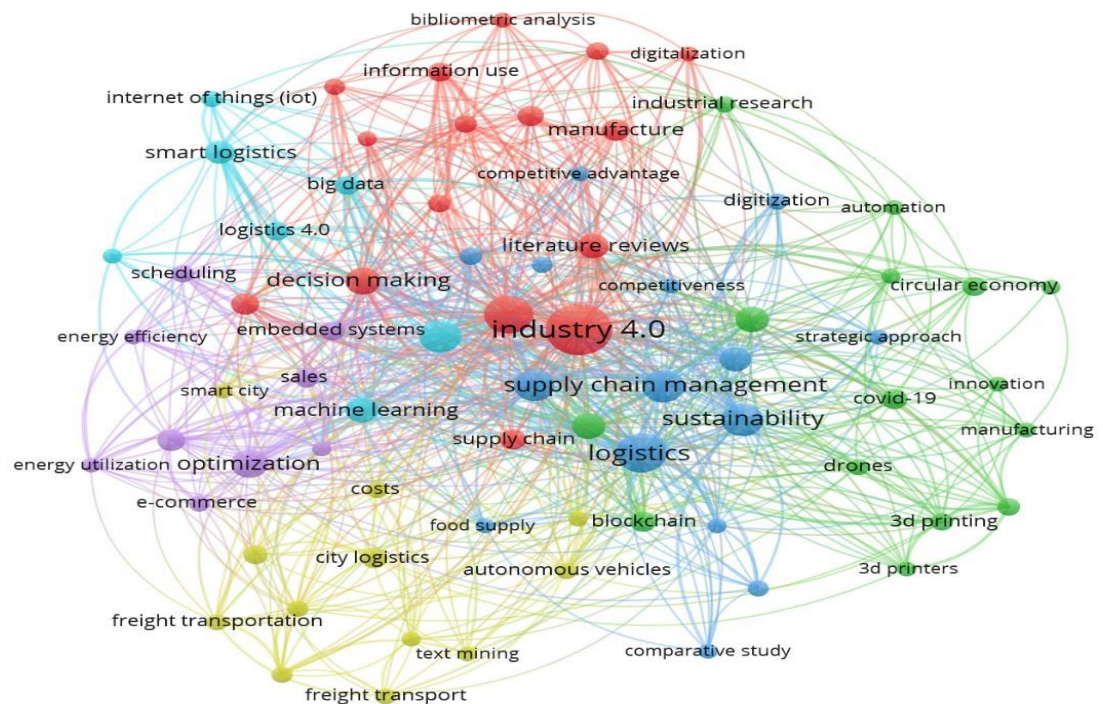 bibliometric analysis
digitalization
information use
internet of things (iot)
industrial research
manufacture
smart logistics
competitive advantage
big data
digitization
automation
logistics 4.0
literature reviews
scheduling
decision making
competitiveness
circular economy
energy efficiency
embedded systems
industry 4.0
strategic approach
sales
smart city
supply chain management
innovation
covid-19
machine learning
sustainability
manufacturing
supply chain
logistics
energy utilization
optimization
drones
costs
e-commerce
food supply
blockchain
3d printing
city logistics
autonomous vehicles
3d printers
freight transportation
text mining
comparative study
freight transport